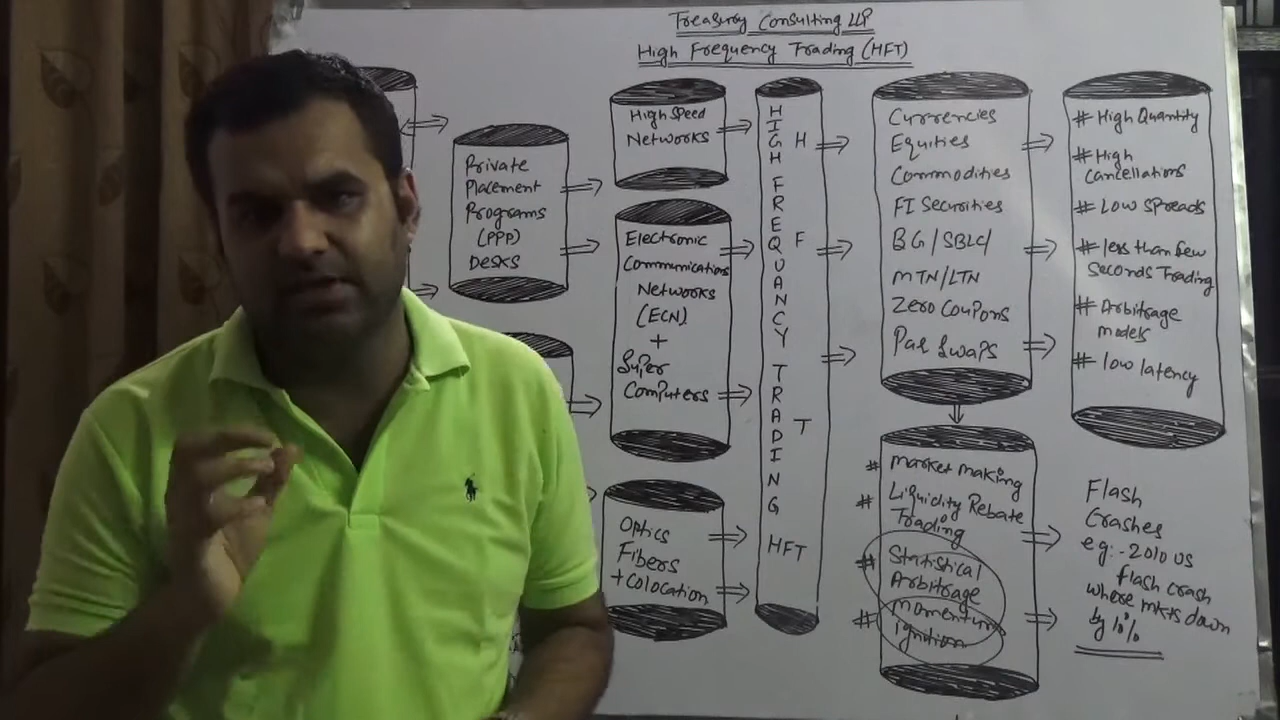 Treasury Consulting LLP
High Frequency Trading (HFT)
Private
Placement
Programs
(PPP)
Desks
High Speed
Networks
Electronic
Communications
Networks
(ECN)
+
Super
Computers
Optics
Fibers
+ Colocation
HIGH FREQUANCY TRADING
H
F
T
HFT
Currencies
Equities
Commodities
FI Securities
BG / SBLC /
MTN / LTN
Zero Coupons
Par Swaps
# Market Making
# Liquidity Rebate
Trading
# Statistical
Arbitrage
# Momentum
Ignition
# High Quantity
# High
Cancellations
# Low Spreads
# less than few
Seconds Trading
# Arbitrage
models
# low latency
Flash
Crashes
eg:- 2010 US
flash crash
where mkts down
by 10%